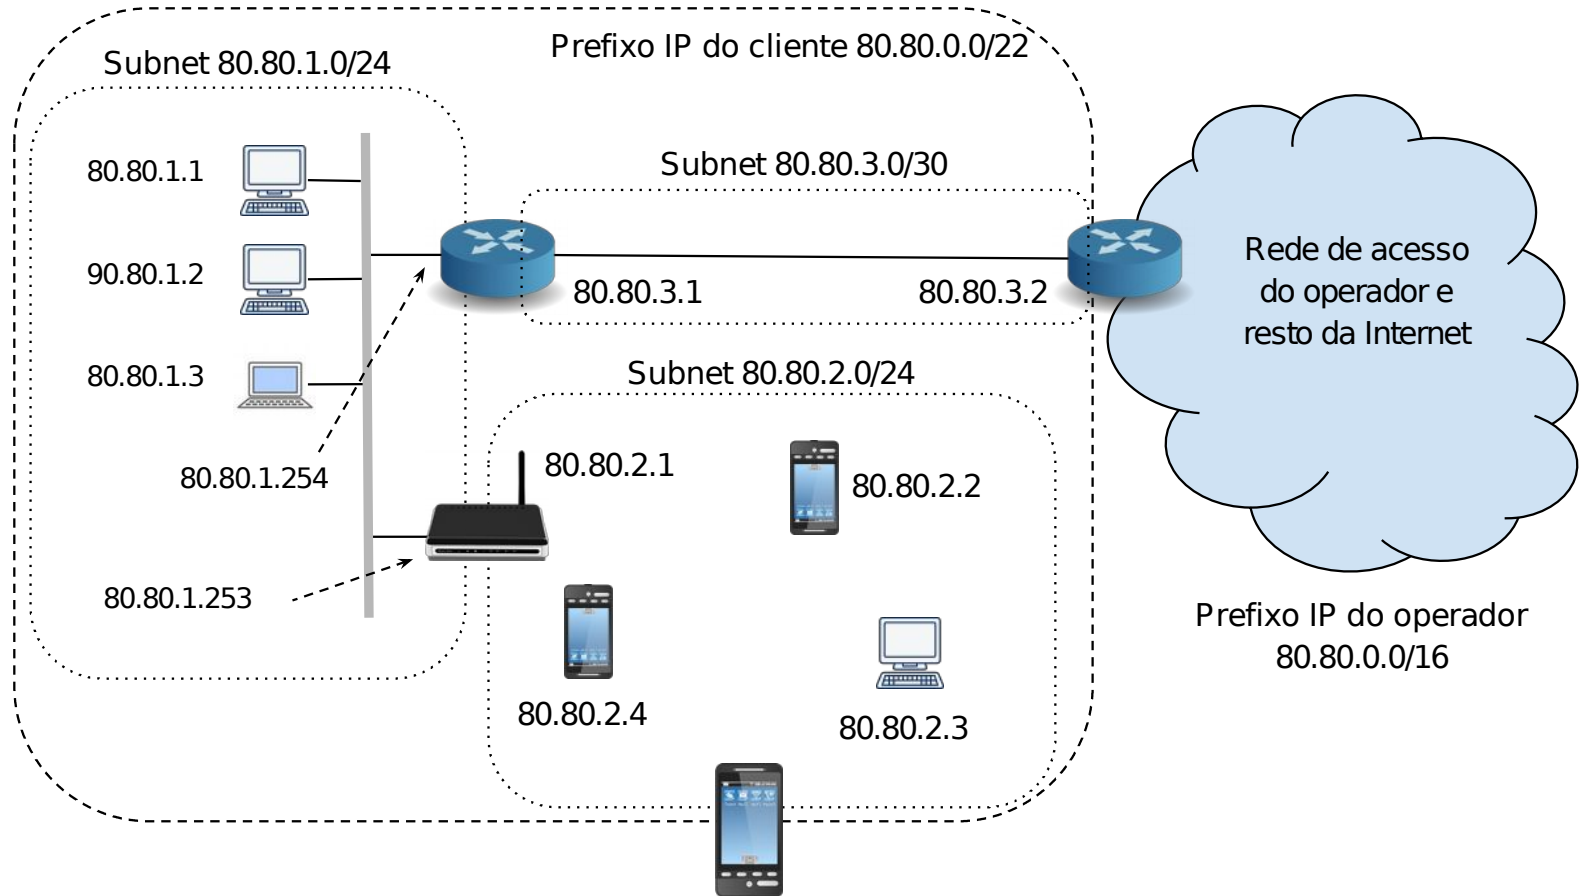 Prefixo IP do cliente 80.80.0.0/22
Subnet 80.80.1.0/24
80.80.1.1
90.80.1.2
80.80.1.3
80.80.1.254
80.80.1.253
Subnet 80.80.3.0/30
80.80.3.1
80.80.3.2
Subnet 80.80.2.0/24
80.80.2.1
80.80.2.2
80.80.2.4
80.80.2.3
Rede de acesso
do operador e
resto da Internet
Prefixo IP do operador
80.80.0.0/16